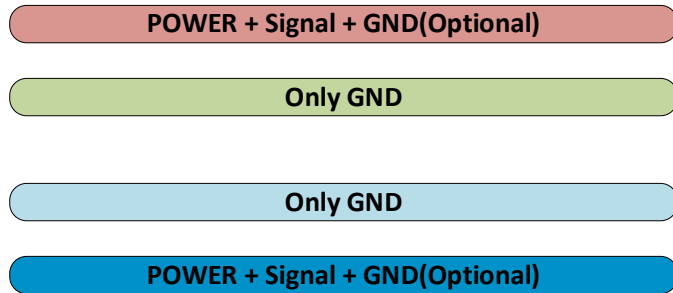 POWER + Signal + GND(Optional)
Only GND
Only GND
POWER + Signal + GND(Optional)